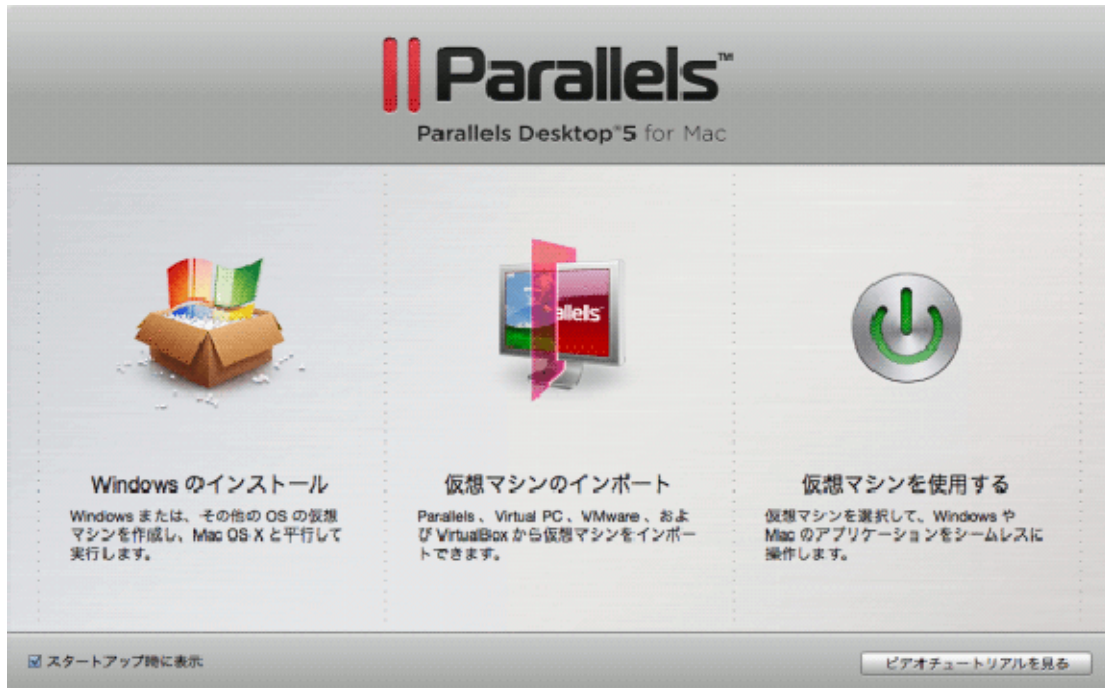 Parallels™
Parallels Desktop®5 for Mac
Windows のインストール
Windows または、その他の OS の仮想
マシンを作成し、Mac OS X と平行して
実行します。
allels
仮想マシンのインポート
Parallels 、Virtual PC 、VMware 、およ
び VirtualBox から仮想マシンをインポー
トできます。
仮想マシンを使用する
仮想マシンを選択して、Windows や
Mac のアプリケーションをシームレスに
操作します。
スタートアップ時に表示
ビデオチュートリアルを見る